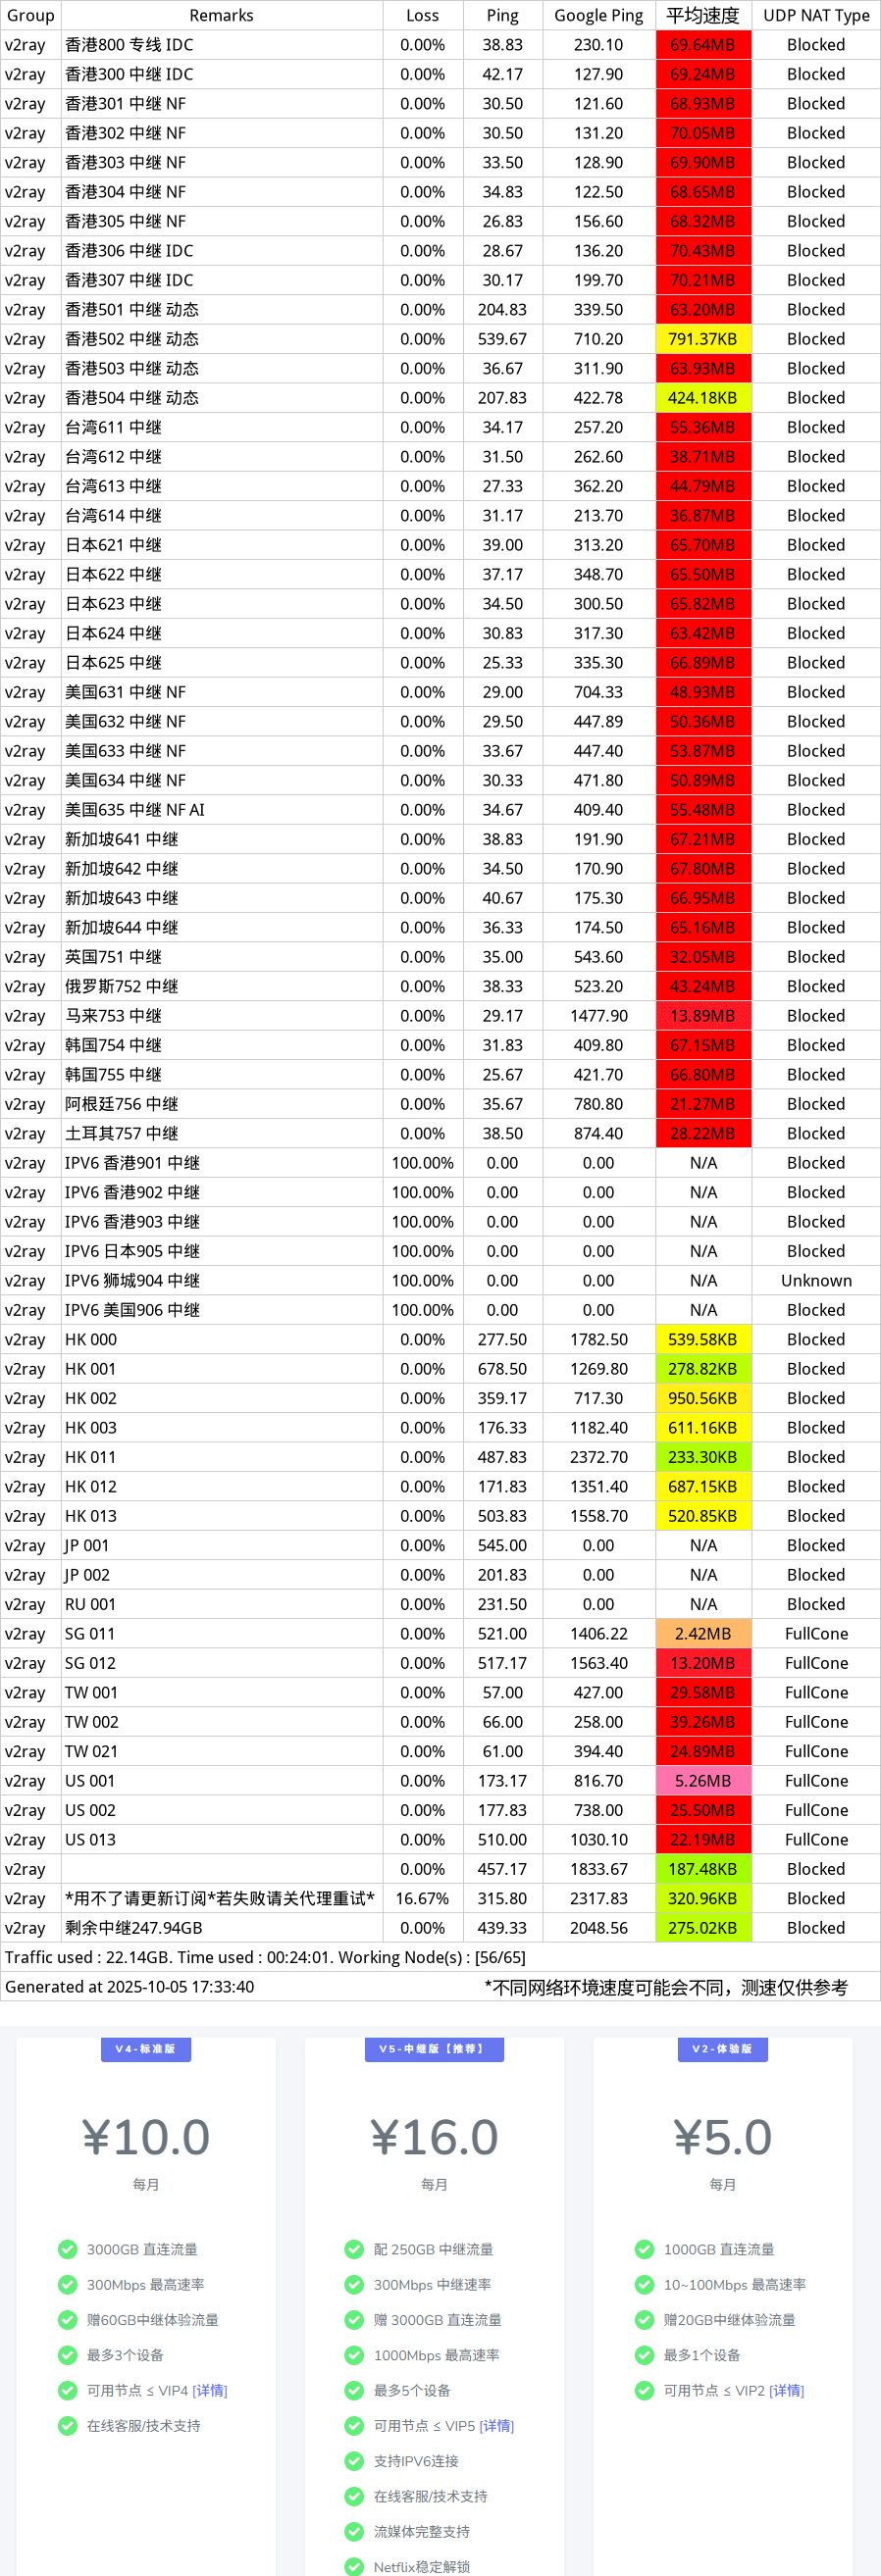 Group Remarks Loss Ping Google Ping 平均速度 UDP NAT Type
v2ray 香港800 专线 IDC 0.00% 38.83 230.10 69.64MB Blocked
v2ray 香港300 中继 IDC 0.00% 42.17 127.90 69.24MB Blocked
v2ray 香港301 中继 NF 0.00% 30.50 121.60 68.93MB Blocked
v2ray 香港302 中继 NF 0.00% 30.50 131.20 70.05MB Blocked
v2ray 香港303 中继 NF 0.00% 33.50 128.90 69.90MB Blocked
v2ray 香港304 中继 NF 0.00% 34.83 122.50 68.65MB Blocked
v2ray 香港305 中继 NF 0.00% 26.83 156.60 68.32MB Blocked
v2ray 香港306 中继 IDC 0.00% 28.67 136.20 70.43MB Blocked
v2ray 香港307 中继 IDC 0.00% 30.17 199.70 70.21MB Blocked
v2ray 香港501 中继 动态 0.00% 204.83 339.50 63.20MB Blocked
v2ray 香港502 中继 动态 0.00% 539.67 710.20 791.37KB Blocked
v2ray 香港503 中继 动态 0.00% 36.67 311.90 63.93MB Blocked
v2ray 香港504 中继 动态 0.00% 207.83 422.78 424.18KB Blocked
v2ray 台湾611 中继 0.00% 34.17 257.20 55.36MB Blocked
v2ray 台湾612 中继 0.00% 31.50 262.60 38.71MB Blocked
v2ray 台湾613 中继 0.00% 27.33 362.20 44.79MB Blocked
v2ray 台湾614 中继 0.00% 31.17 213.70 36.87MB Blocked
v2ray 日本621 中继 0.00% 39.00 313.20 65.70MB Blocked
v2ray 日本622 中继 0.00% 37.17 348.70 65.50MB Blocked
v2ray 日本623 中继 0.00% 34.50 300.50 65.82MB Blocked
v2ray 日本624 中继 0.00% 30.83 317.30 63.42MB Blocked
v2ray 日本625 中继 0.00% 25.33 335.30 66.89MB Blocked
v2ray 美国631 中继 NF 0.00% 29.00 704.33 48.93MB Blocked
v2ray 美国632 中继 NF 0.00% 29.50 447.89 50.36MB Blocked
v2ray 美国633 中继 NF 0.00% 33.67 447.40 53.87MB Blocked
v2ray 美国634 中继 NF 0.00% 30.33 471.80 50.89MB Blocked
v2ray 美国635 中继 NF AI 0.00% 34.67 409.40 55.48MB Blocked
v2ray 新加坡641 中继 0.00% 38.83 191.90 67.21MB Blocked
v2ray 新加坡642 中继 0.00% 34.50 170.90 67.80MB Blocked
v2ray 新加坡643 中继 0.00% 40.67 175.30 66.95MB Blocked
v2ray 新加坡644 中继 0.00% 36.33 174.50 65.16MB Blocked
v2ray 英国751 中继 0.00% 35.00 543.60 32.05MB Blocked
v2ray 俄罗斯752 中继 0.00% 38.33 523.20 43.24MB Blocked
v2ray 马来753 中继 0.00% 29.17 1477.90 13.89MB Blocked
v2ray 韩国754 中继 0.00% 31.83 409.80 67.15MB Blocked
v2ray 韩国755 中继 0.00% 25.67 421.70 66.80MB Blocked
v2ray 阿根廷756 中继 0.00% 35.67 780.80 21.27MB Blocked
v2ray 土耳其757 中继 0.00% 38.50 874.40 28.22MB Blocked
v2ray IPV6 香港901 中继 100.00% 0.00 0.00 N/A Blocked
v2ray IPV6 香港902 中继 100.00% 0.00 0.00 N/A Blocked
v2ray IPV6 香港903 中继 100.00% 0.00 0.00 N/A Blocked
v2ray IPV6 日本905 中继 100.00% 0.00 0.00 N/A Blocked
v2ray IPV6 狮城904 中继 100.00% 0.00 0.00 N/A Unknown
v2ray IPV6 美国906 中继 100.00% 0.00 0.00 N/A Blocked
v2ray HK 000 0.00% 277.50 1782.50 539.58KB Blocked
v2ray HK 001 0.00% 678.50 1269.80 278.82KB Blocked
v2ray HK 002 0.00% 359.17 717.30 950.56KB Blocked
v2ray HK 003 0.00% 176.33 1182.40 611.16KB Blocked
v2ray HK 011 0.00% 487.83 2372.70 233.30KB Blocked
v2ray HK 012 0.00% 171.83 1351.40 687.15KB Blocked
v2ray HK 013 0.00% 503.83 1558.70 520.85KB Blocked
v2ray JP 001 0.00% 545.00 0.00 N/A Blocked
v2ray JP 002 0.00% 201.83 0.00 N/A Blocked
v2ray RU 001 0.00% 231.50 0.00 N/A Blocked
v2ray SG 011 0.00% 521.00 1406.22 2.42MB FullCone
v2ray SG 012 0.00% 517.17 1563.40 13.20MB FullCone
v2ray TW 001 0.00% 57.00 427.00 29.58MB FullCone
v2ray TW 002 0.00% 66.00 258.00 39.26MB FullCone
v2ray TW 021 0.00% 61.00 394.40 24.89MB FullCone
v2ray US 001 0.00% 173.17 816.70 5.26MB FullCone
v2ray US 002 0.00% 177.83 738.00 25.50MB FullCone
v2ray US 013 0.00% 510.00 1030.10 22.19MB FullCone
v2ray 0.00% 457.17 1833.67 187.48KB Blocked
v2ray *用不了请更新订阅*若失败请关代理重试* 16.67% 315.80 2317.83 320.96KB Blocked
v2ray 剩余中继247.94GB 0.00% 439.33 2048.56 275.02KB Blocked
Traffic used : 22.14GB. Time used : 00:24:01. Working Node(s) : [56/65]
Generated at 2025-10-05 17:33:40 *不同网络环境速度可能会不同，测速仅供参考
V4-标准版
¥10.0
每月
3000GB 直连流量
300Mbps 最高速率
赠60GB中继体验流量
最多3个设备
可用节点 ≤ VIP4 [详情]
在线客服/技术支持
V5-中继版【推荐】
¥16.0
每月
配 250GB 中继流量
300Mbps 中继速率
赠 3000GB 直连流量
1000Mbps 最高速率
最多5个设备
可用节点 ≤ VIP5 [详情]
支持IPV6连接
在线客服/技术支持
流媒体完整支持
Netflix稳定解锁
V2-体验版
¥5.0
每月
1000GB 直连流量
10~100Mbps 最高速率
赠20GB中继体验流量
最多1个设备
可用节点 ≤ VIP2 [详情]